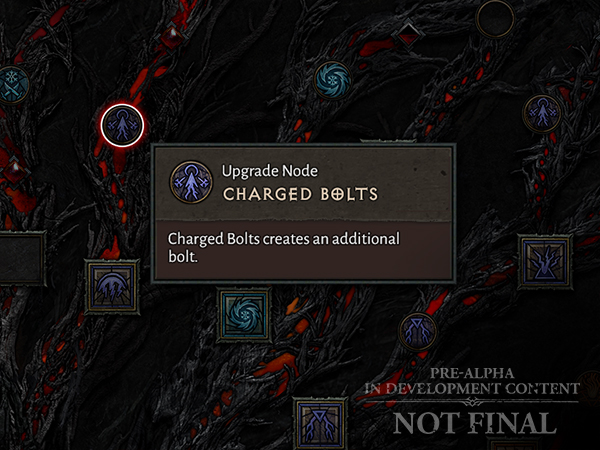 Upgrade Node
CHARGED BOLTS
Charged Bolts creates an additional
bolt.
PRE-ALPHA
IN DEVELOPMENT CONTENT
NOT FINAL